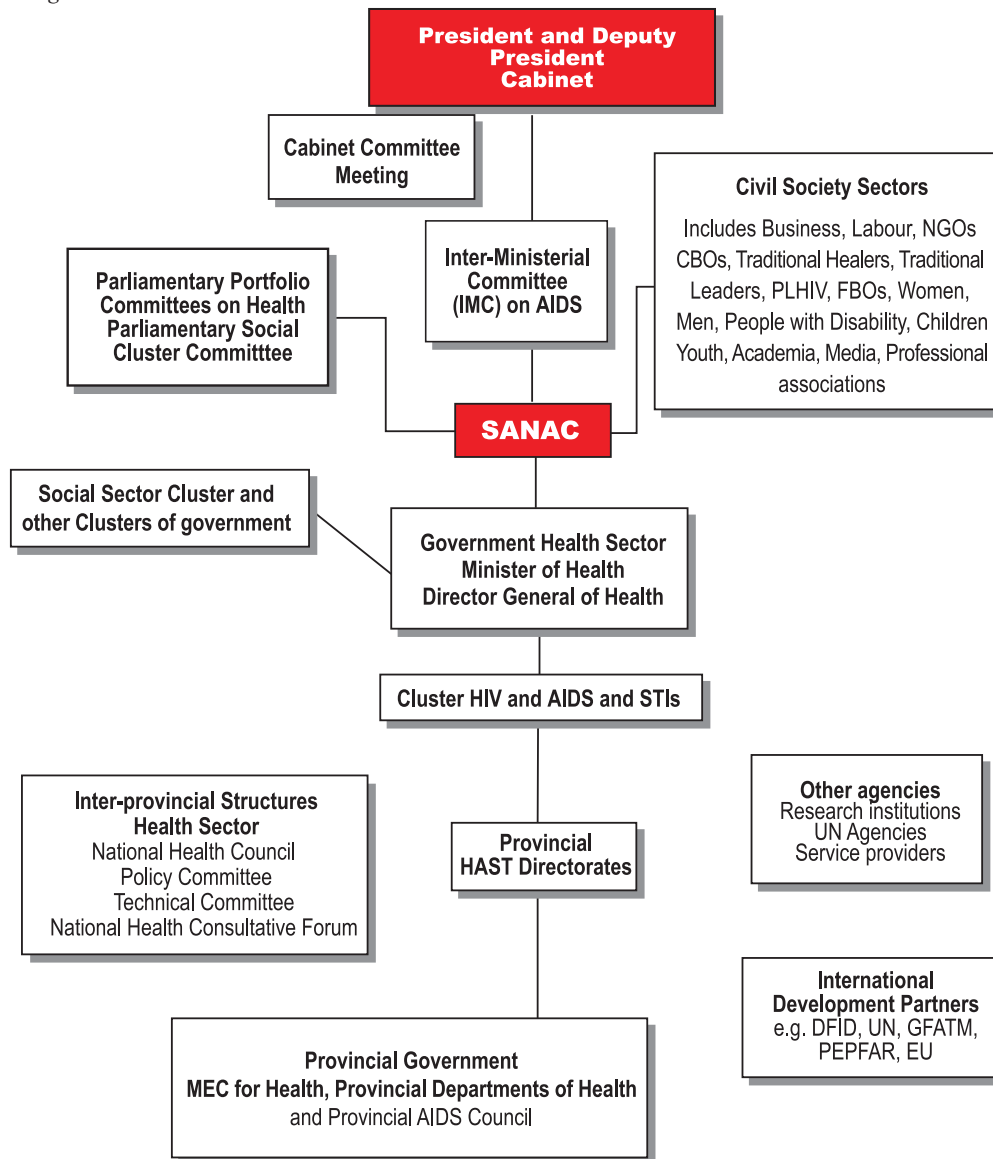 President and Deputy
President
Cabinet
Cabinet Committee
Meeting
Civil Society Sectors
Includes Business, Labour, NGOs
CBOs, Traditional Healers, Traditional
Leaders, PLHIV, FBOs, Women,
Men, People with Disability, Children
Youth, Academia, Media, Professional
associations
Inter-Ministerial
Committee
(IMC) on AIDS
Parliamentary Portfolio
Committees on Health
Parliamentary Social
Cluster Committtee
SANAC
Social Sector Cluster and
other Clusters of government
Government Health Sector
Minister of Health
Director General of Health
Cluster HIV and AIDS and STIs
Inter-provincial Structures
Health Sector
National Health Council
Policy Committee
Technical Committee
National Health Consultative Forum
Provincial
HAST Directorates
Other agencies
Research institutions
UN Agencies
Service providers
International
Development Partners
e.g. DFID, UN, GFATM,
PEPFAR, EU
Provincial Government
MEC for Health, Provincial Departments of Health
and Provincial AIDS Council